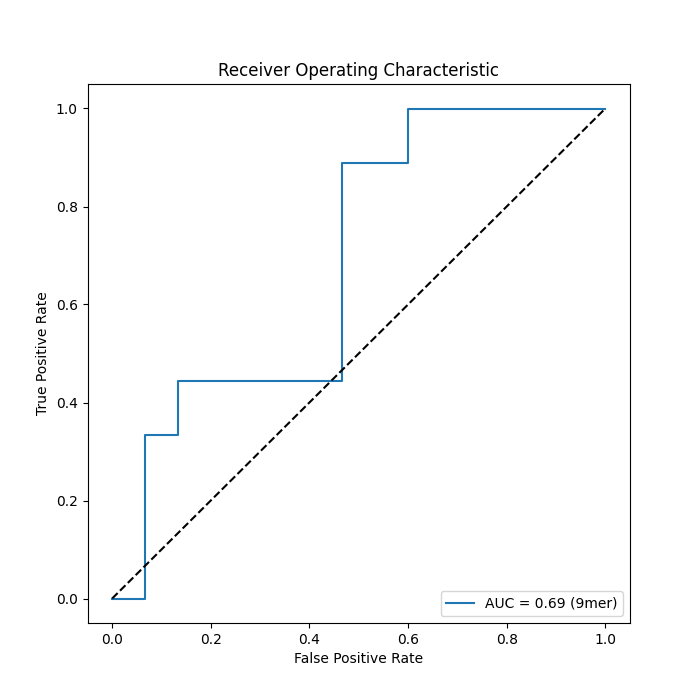 Receiver Operating Characteristic
1.0
0.8
0.6
0.4
0.2
0.0
True Positive Rate
AUC = 0.69 (9mer)
0.0 0.2 0.4 0.6 0.8 1.0
False Positive Rate